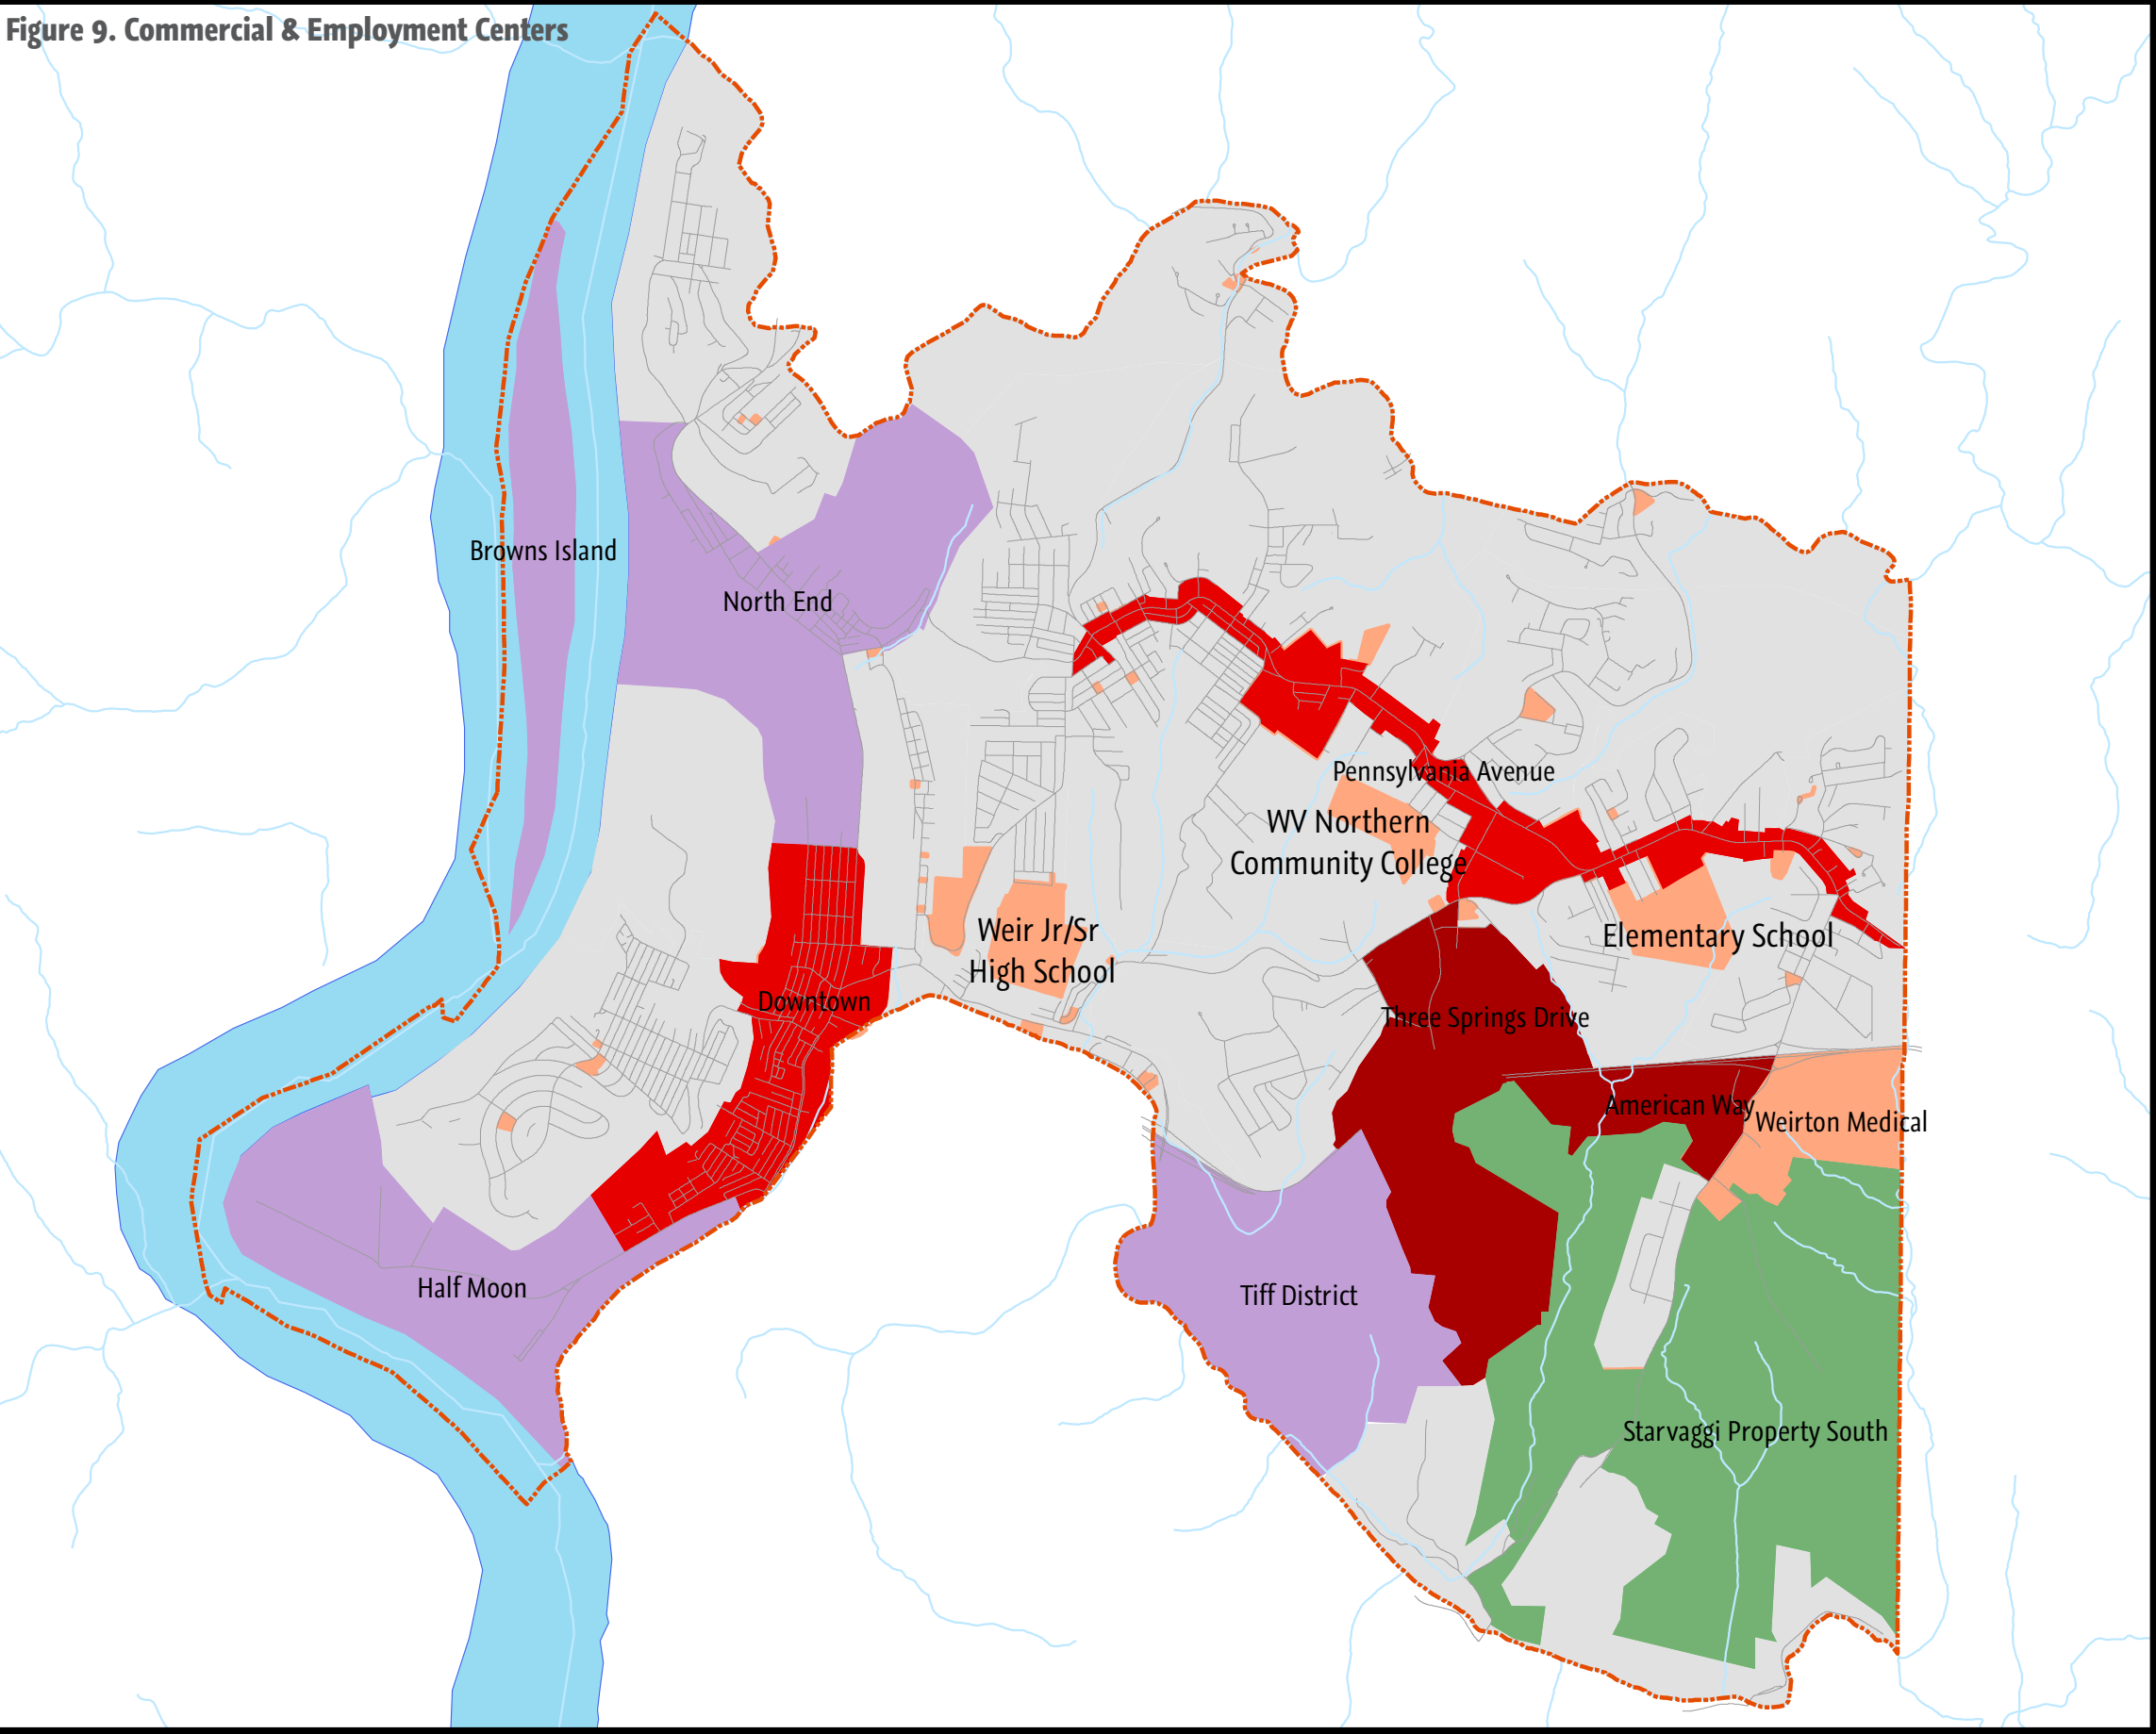 Figure 9. Commercial & Employment Centers
Browns Island
North End
Pennsylvania Avenue
WV Northern
Community College
Weir Jr/Sr
High School
Elementary School
Downtown
Three Springs Drive
American Way
Weirton Medical
Half Moon
Tiff District
Starvaggi Property South